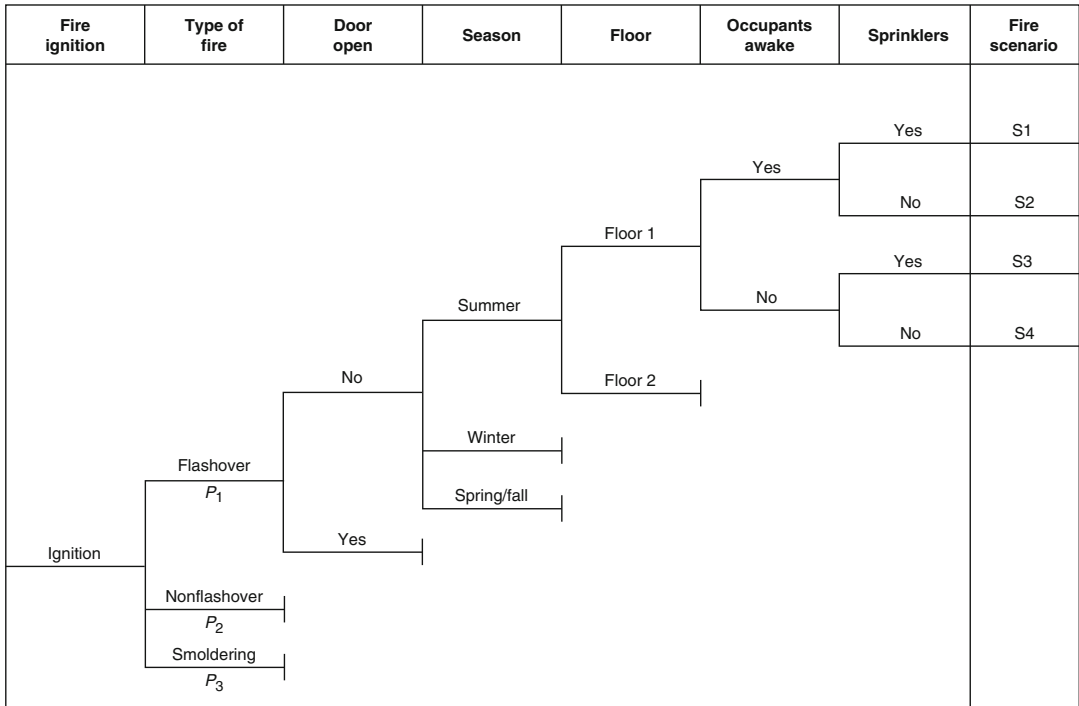 Fire ignition
Type of fire
Door open
Season
Floor
Occupants awake
Sprinklers
Fire scenario
Yes S1
Yes
No S2
Floor 1
Yes S3
No
Summer
No S4
No
Floor 2
Winter
Flashover
P1
Spring/fall
Yes
Ignition
Nonflashover
P2
Smoldering
P3